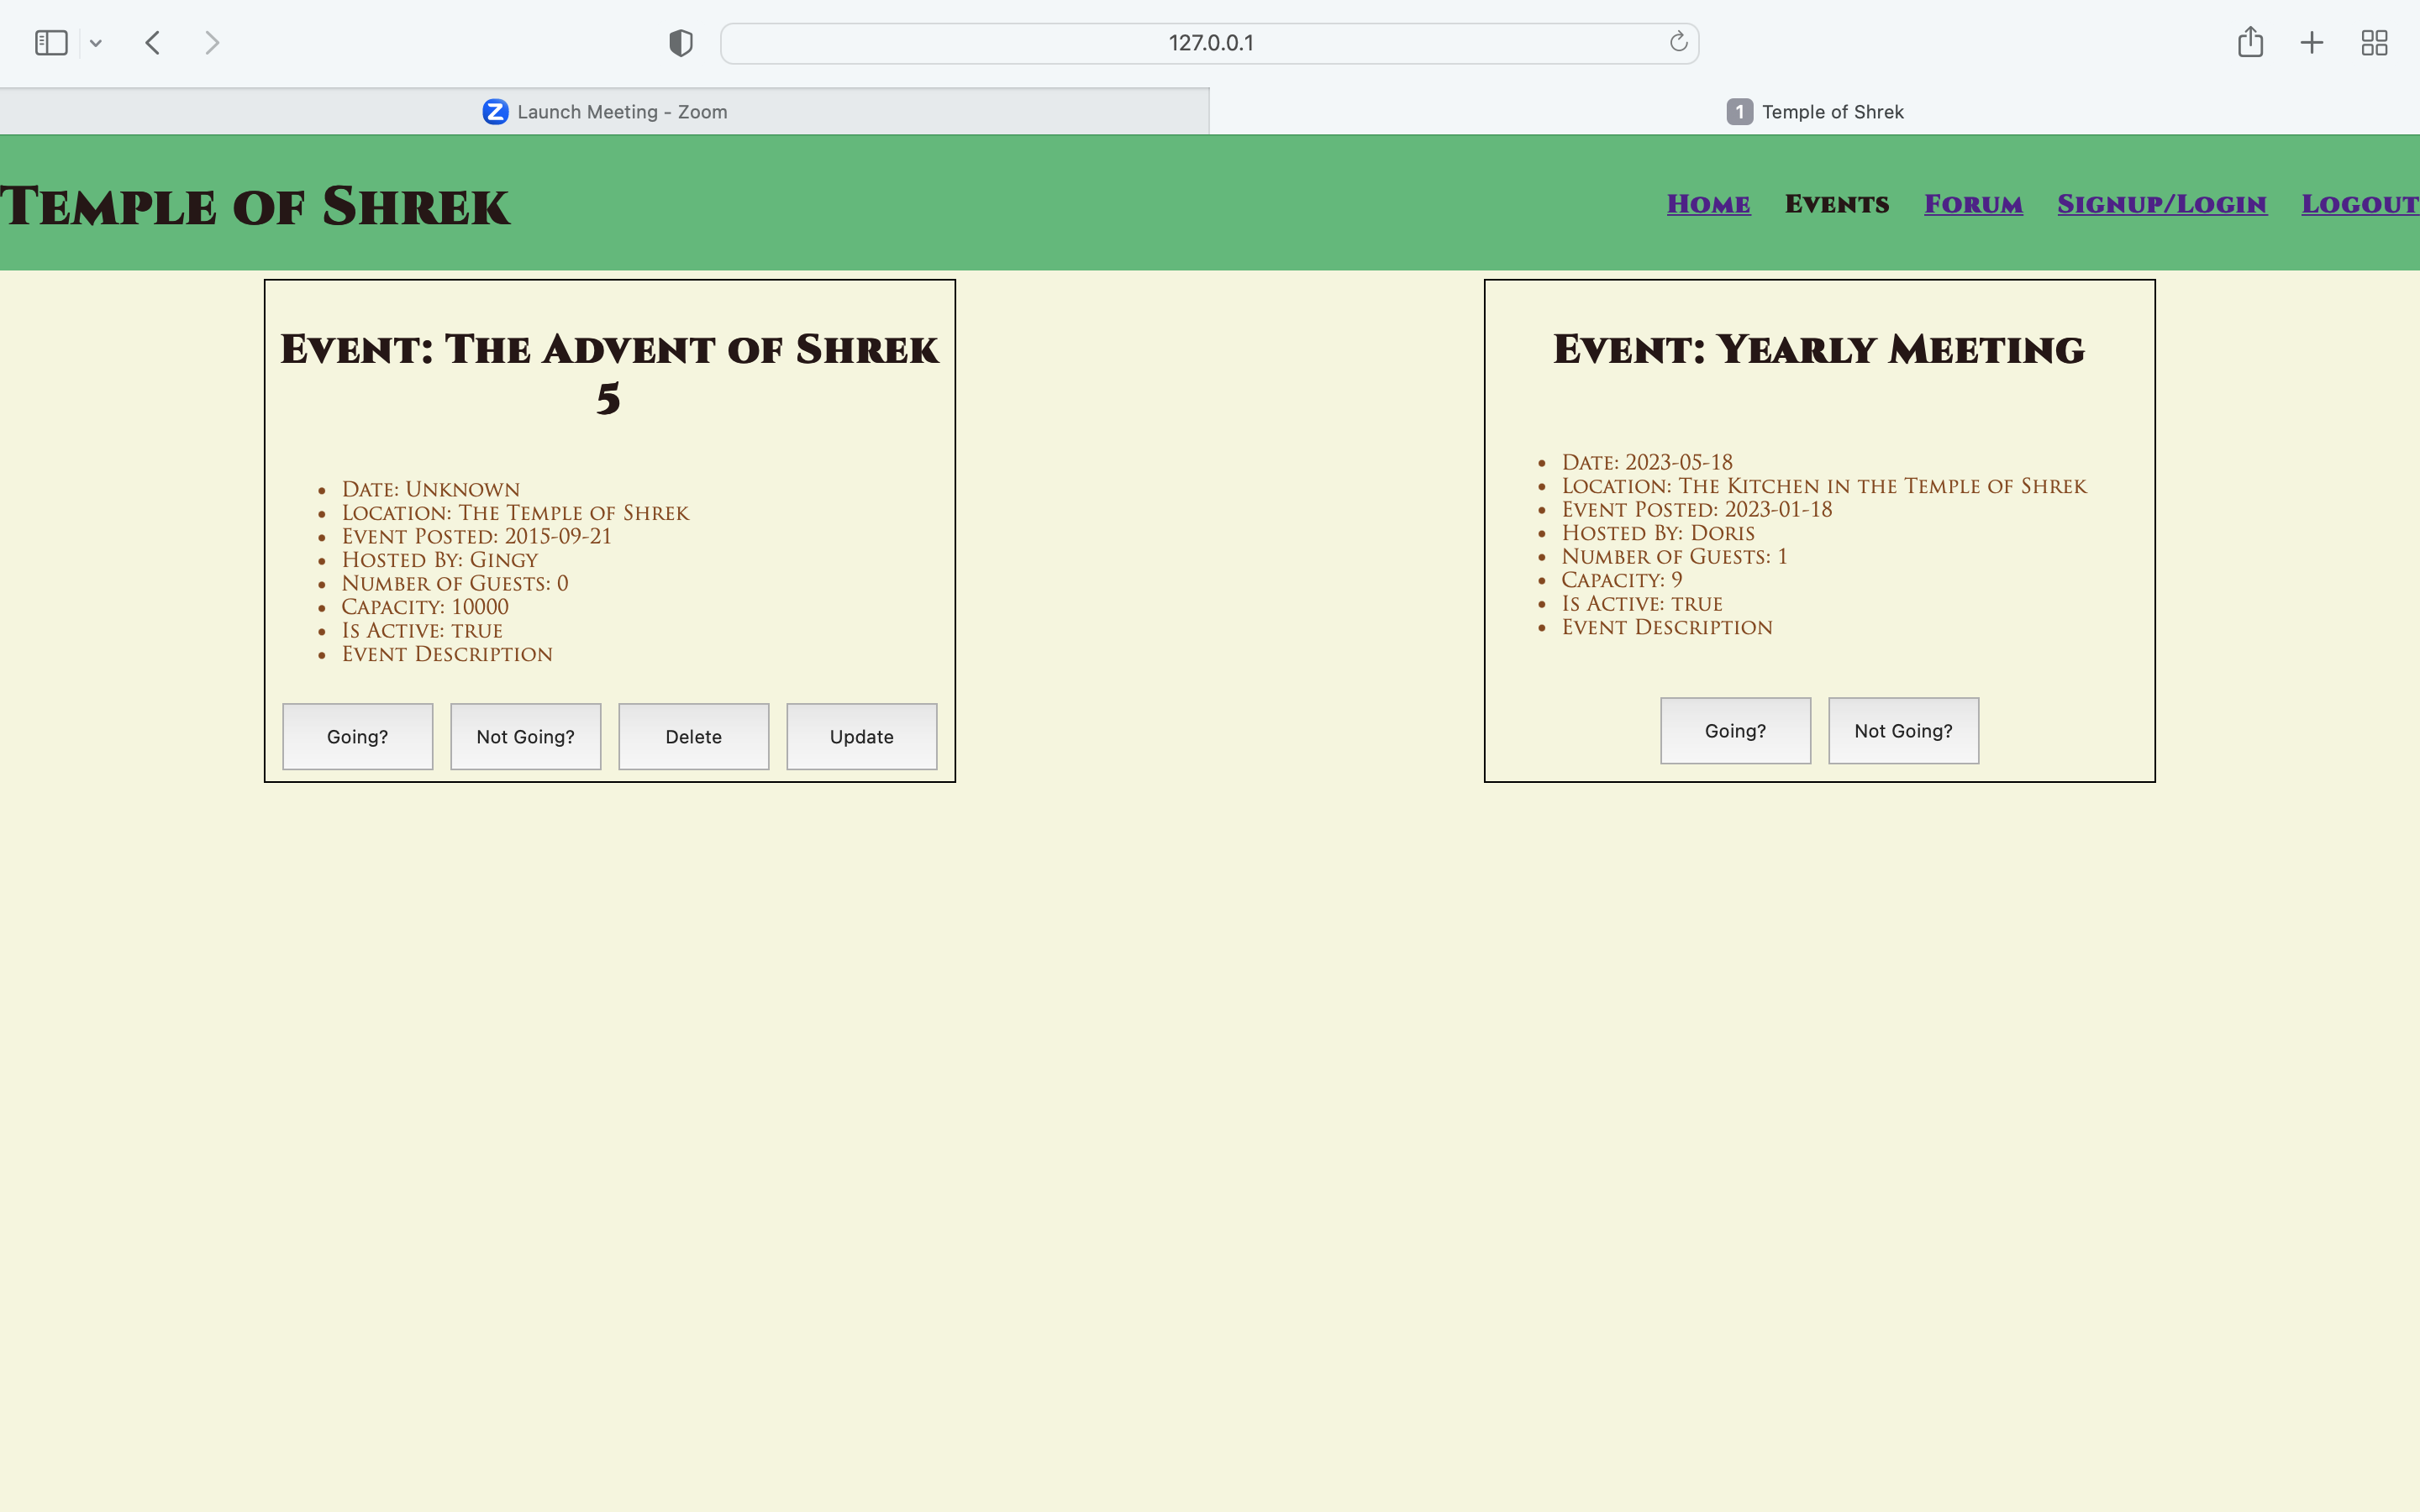 127.0.0.1
Z Launch Meeting - Zoom
1 Temple of Shrek
Temple of Shrek
Home Events Forum Signup/Login Logout
Event: The Advent of Shrek
5
Date: Unknown
Location: The Temple of Shrek
Event Posted: 2015-09-21
Hosted By: Gingy
Number of Guests: 0
Capacity: 10000
Is Active: true
Event Description
Going? Not Going? Delete Update
Event: Yearly Meeting
Date: 2023-05-18
Location: The Kitchen in the Temple of Shrek
Event Posted: 2023-01-18
Hosted By: Doris
Number of Guests: 1
Capacity: 9
Is Active: true
Event Description
Going? Not Going?